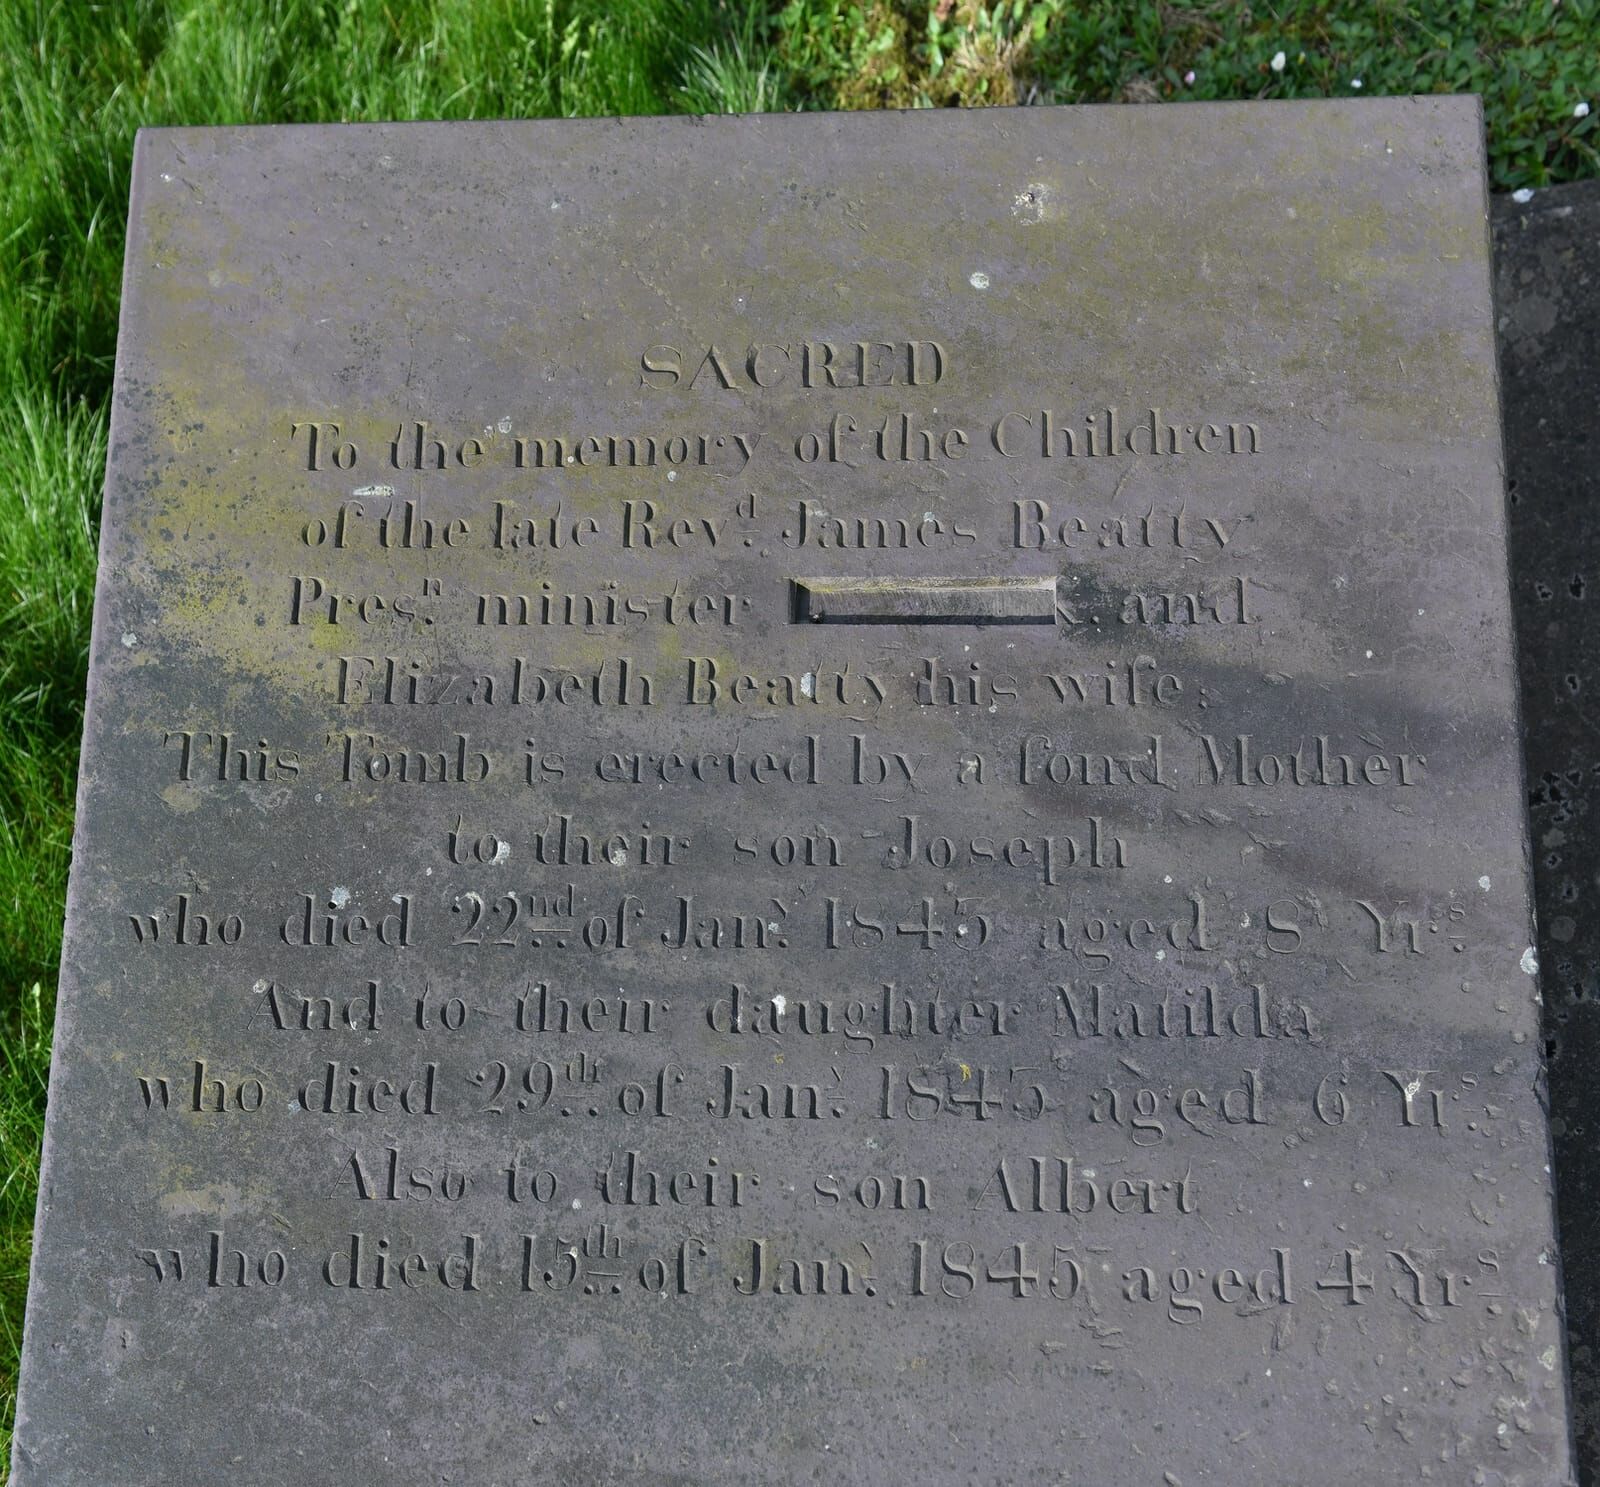 SACRED
To the memory of the Children
of the late Revd. James Beatty
Presn. minister and
Elizabeth Beatty his wife.
This Tomb is erected by a fond Mother
to their son Joseph
who died 22nd of Jany. 1845 aged 8 Yrs.
And to their daughter Matilda
who died 29th of Jany. 1845 aged 6 Yrs.
Also to their son Albert
who died 15th of Jany. 1845 aged 4 Yrs.